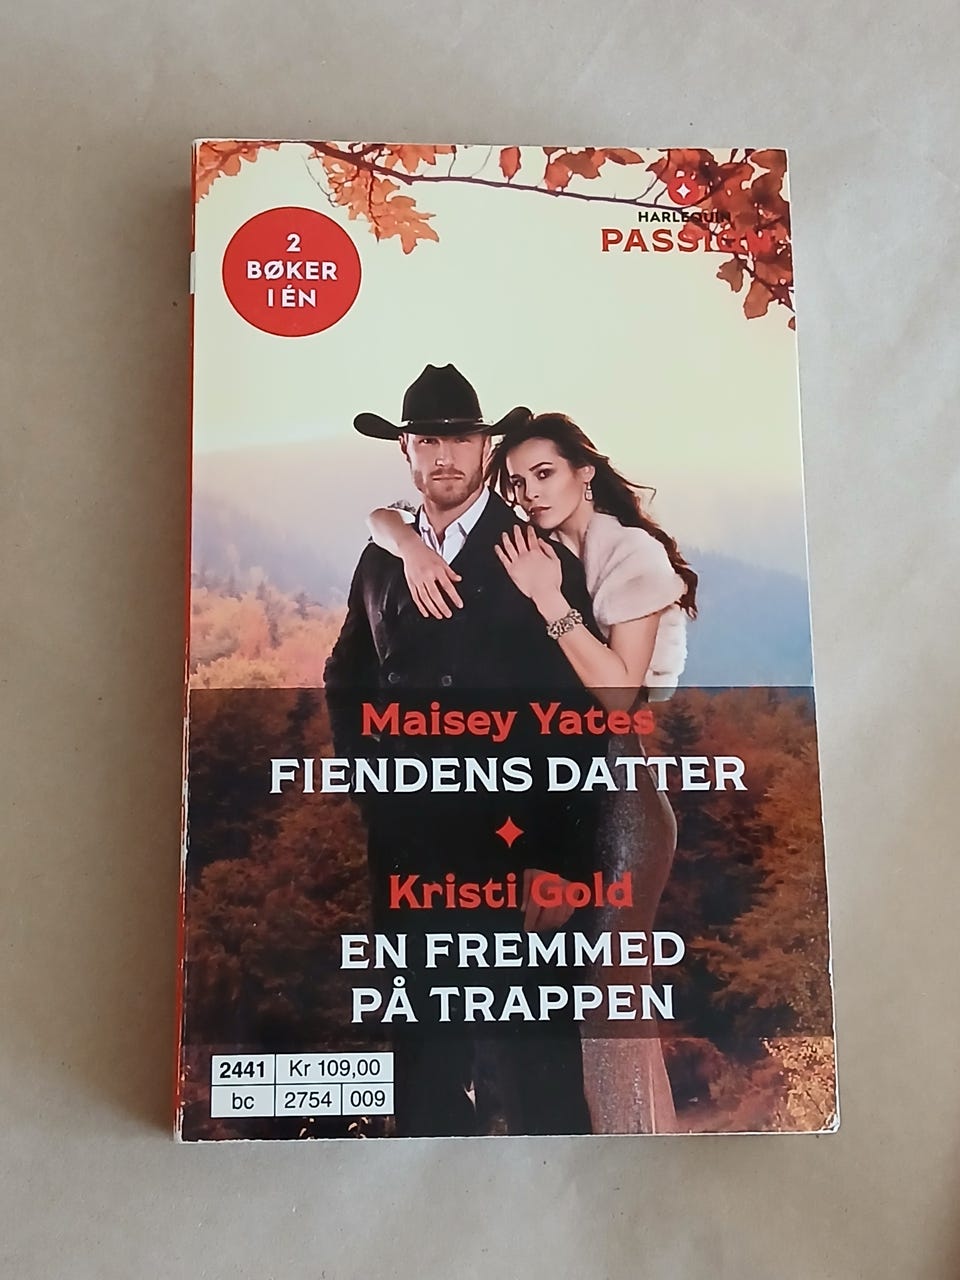 2
BØKER
I ÉN
HARLEQUIN
PASSION
Maisey Yates
FIENDENS DATTER
Kristi Gold
EN FREMMED
PÅ TRAPPEN
2441 Kr 109,00
bc 2754 009